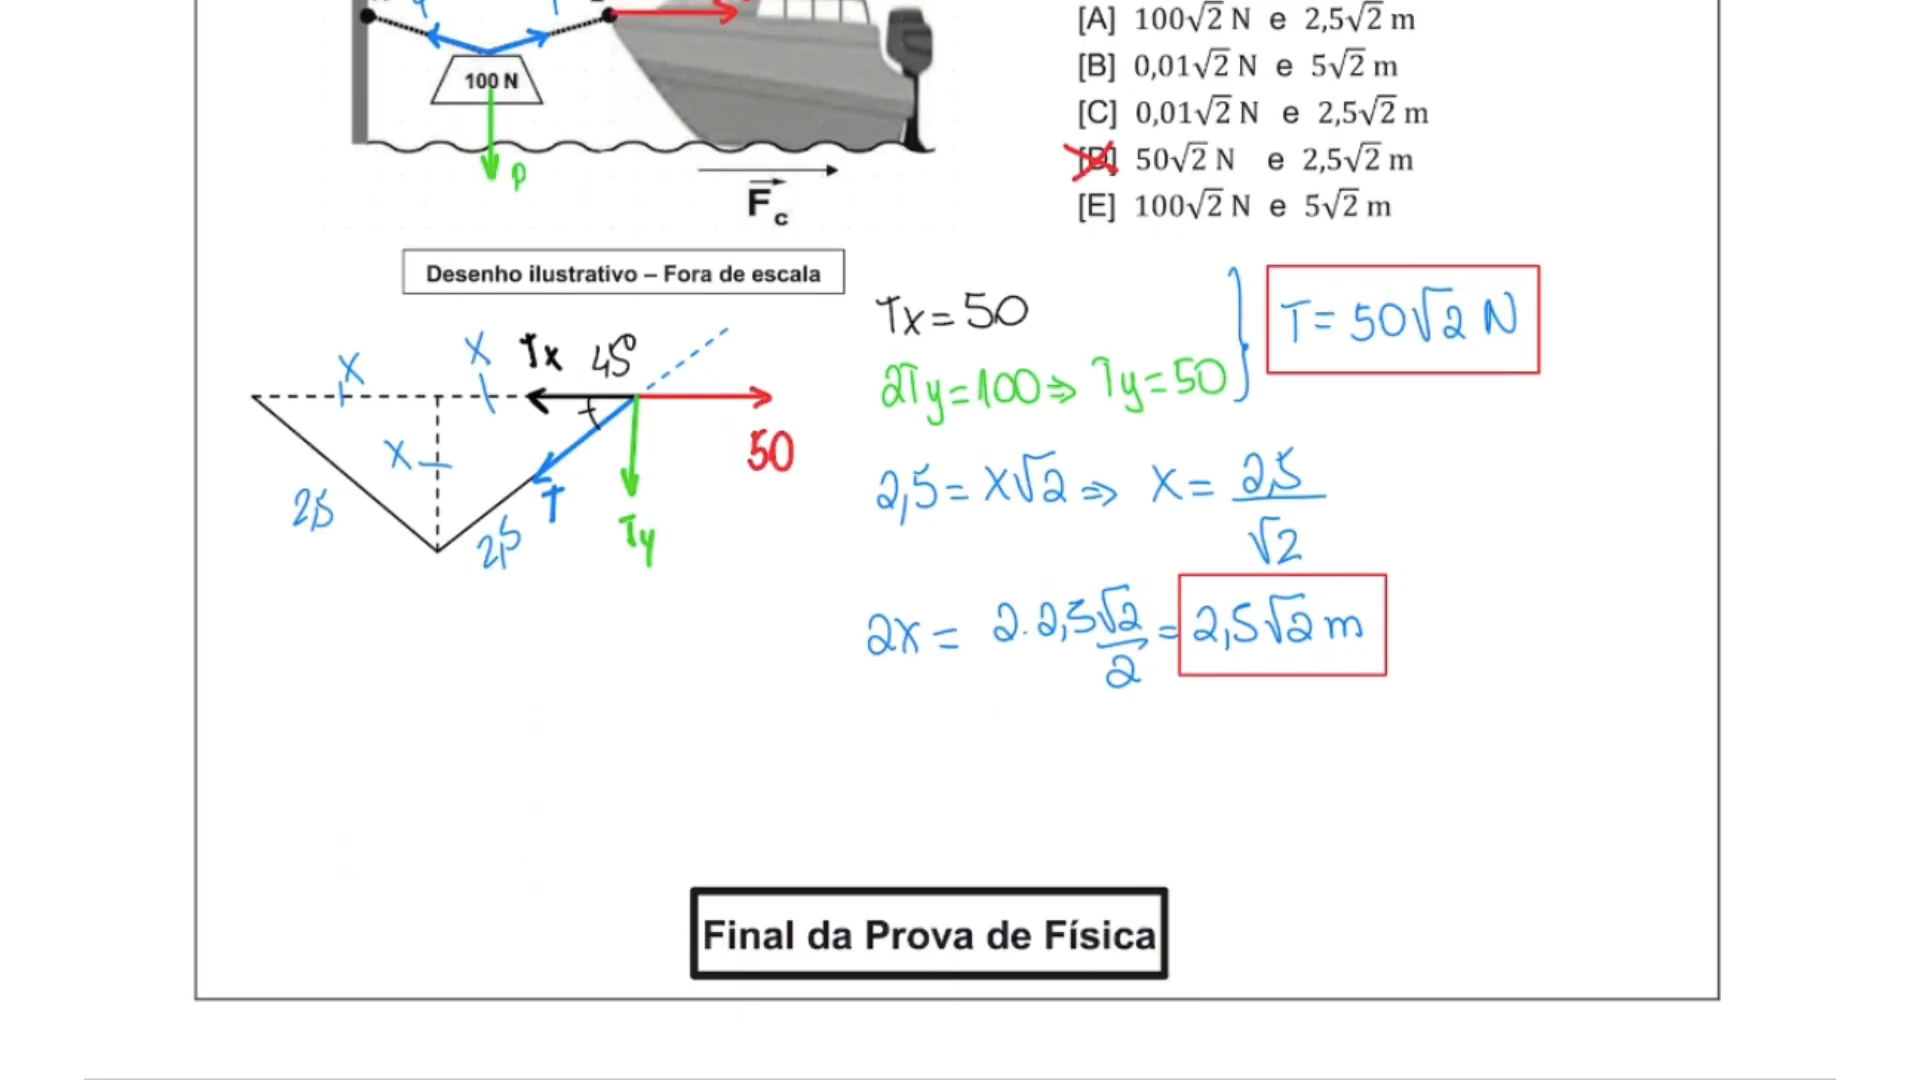 [A] 100√2 N e 2,5√2 m
[B] 0,01√2 N e 5√2 m
[C] 0,01√2 N e 2,5√2 m
[D] 50√2 N e 2,5√2 m
[E] 100√2 N e 5√2 m
100 N
P
F c
Desenho ilustrativo – Fora de escala
Tx = 50
2Ty = 100 ⇒ Ty = 50
T = 50√2 N
x
x
Tx
45°
x
50
2,5
T
2,5
Ty
2,5 = x√2 ⇒ x = 2,5/√2
2x = 2.2,5√2/2 = 2,5√2 m
Final da Prova de Física